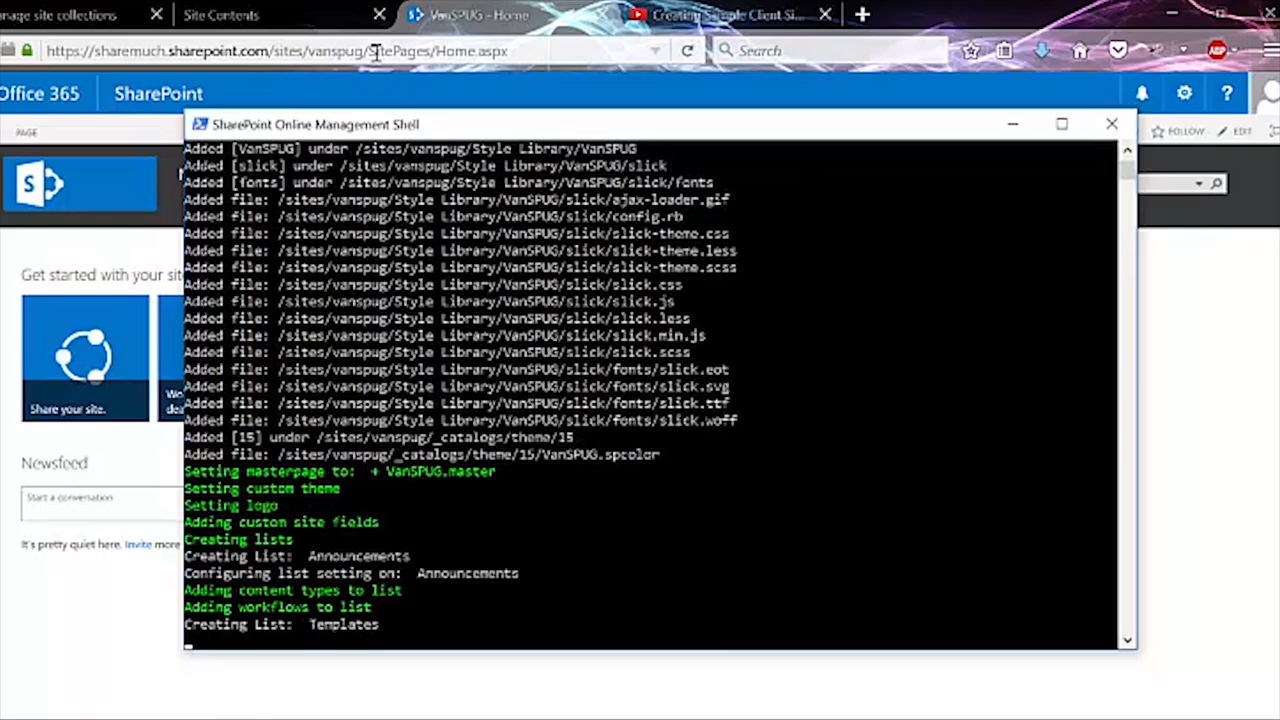 nage site collections
Site Contents
VanSPUG - Home
Creating Sample Client Si...
https://sharemuch.sharepoint.com/sites/vanspug/SitePages/Home.aspx
Search
ABP
Office 365
SharePoint
?
PAGE
FOLLOW
EDIT
SharePoint Online Management Shell
Added [VanSPUG] under /sites/vanspug/Style Library/VanSPUG
Added [slick] under /sites/vanspug/Style Library/VanSPUG/slick
Added [fonts] under /sites/vanspug/Style Library/VanSPUG/slick/fonts
Added file: /sites/vanspug/Style Library/VanSPUG/slick/ajax-loader.gif
Added file: /sites/vanspug/Style Library/VanSPUG/slick/config.rb
Added file: /sites/vanspug/Style Library/VanSPUG/slick/slick-theme.css
Added file: /sites/vanspug/Style Library/VanSPUG/slick/slick-theme.less
Added file: /sites/vanspug/Style Library/VanSPUG/slick/slick-theme.scss
Added file: /sites/vanspug/Style Library/VanSPUG/slick/slick.css
Added file: /sites/vanspug/Style Library/VanSPUG/slick/slick.js
Added file: /sites/vanspug/Style Library/VanSPUG/slick/slick.less
Added file: /sites/vanspug/Style Library/VanSPUG/slick/slick.min.js
Added file: /sites/vanspug/Style Library/VanSPUG/slick/slick.scss
Added file: /sites/vanspug/Style Library/VanSPUG/slick/fonts/slick.eot
Added file: /sites/vanspug/Style Library/VanSPUG/slick/fonts/slick.svg
Added file: /sites/vanspug/Style Library/VanSPUG/slick/fonts/slick.ttf
Added file: /sites/vanspug/Style Library/VanSPUG/slick/fonts/slick.woff
Added [15] under /sites/vanspug/_catalogs/theme/15
Added file: /sites/vanspug/_catalogs/theme/15/VanSPUG.spcolor
Setting masterpage to:  + VanSPUG.master
Setting custom theme
Setting logo
Adding custom site fields
Creating lists
Creating List:  Announcements
Configuring list setting on:  Announcements
Adding content types to list
Adding workflows to list
Creating List:  Templates
S
Get started with your sit
Share your site.
Wo
dea
Newsfeed
Start a conversation
It's pretty quiet here. Invite more